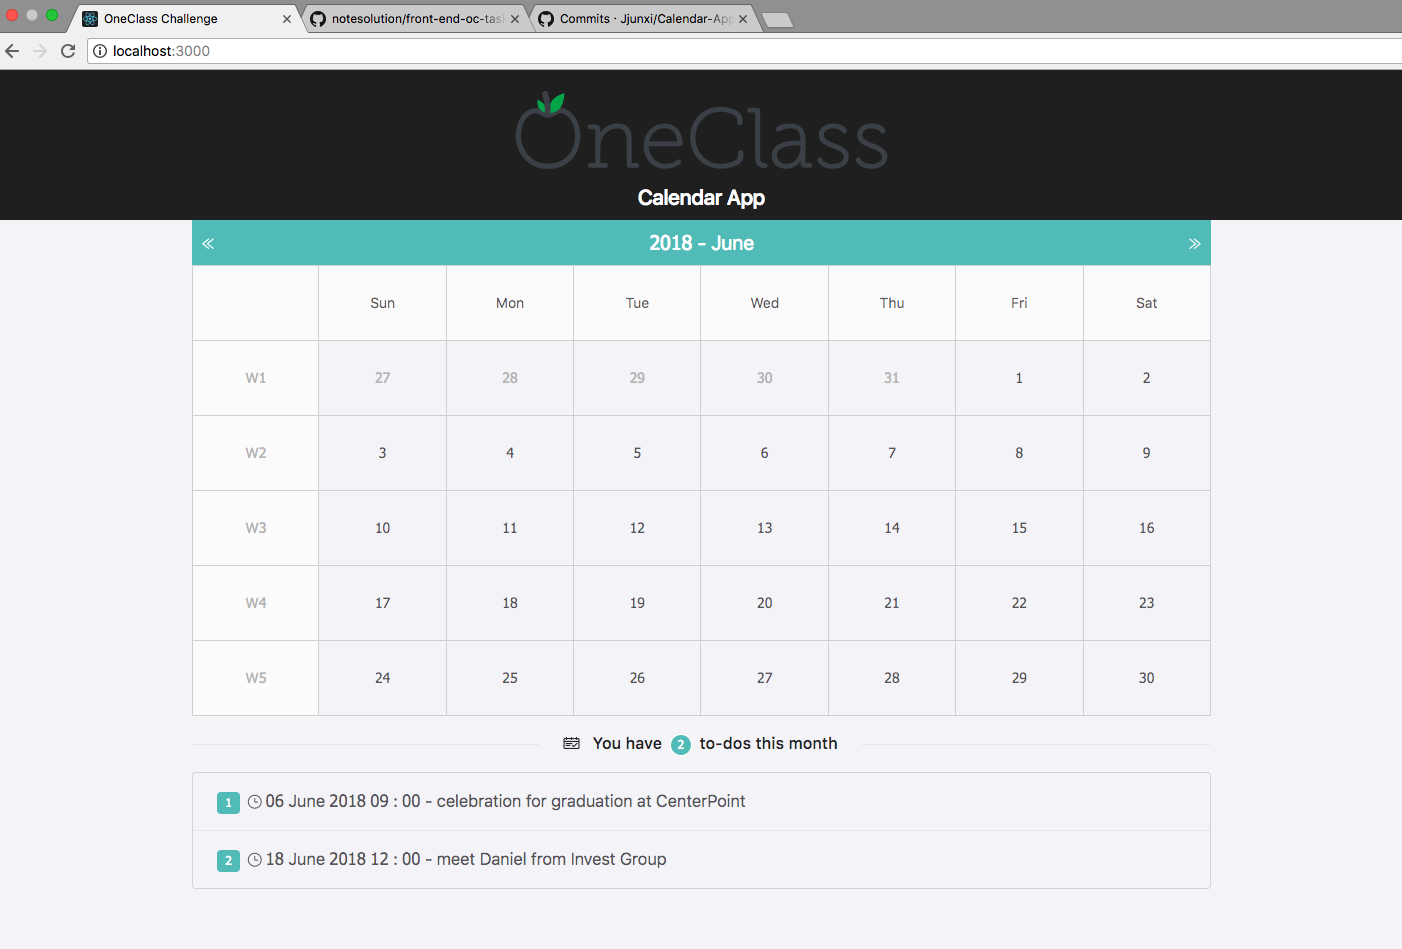 OneClass Challenge
notesolution/front-end-oc-tas
Commits · Jjunxi/Calendar-App
localhost:3000
OneClass
Calendar App
2018 - June
Sun Mon Tue Wed Thu Fri Sat
W1 27 28 29 30 31 1 2
W2 3 4 5 6 7 8 9
W3 10 11 12 13 14 15 16
W4 17 18 19 20 21 22 23
W5 24 25 26 27 28 29 30
You have 2 to-dos this month
1 06 June 2018 09 : 00 - celebration for graduation at CenterPoint
2 18 June 2018 12 : 00 - meet Daniel from Invest Group